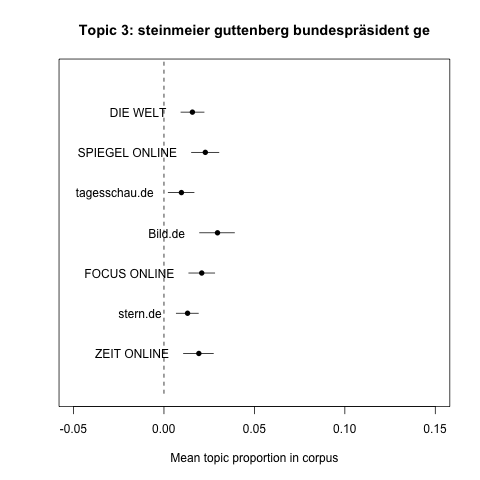 Topic 3: steinmeier guttenberg bundespräsident ge
DIE WELT
SPIEGEL ONLINE
tagesschau.de
Bild.de
FOCUS ONLINE
stern.de
ZEIT ONLINE
-0.05 0.00 0.05 0.10 0.15
Mean topic proportion in corpus